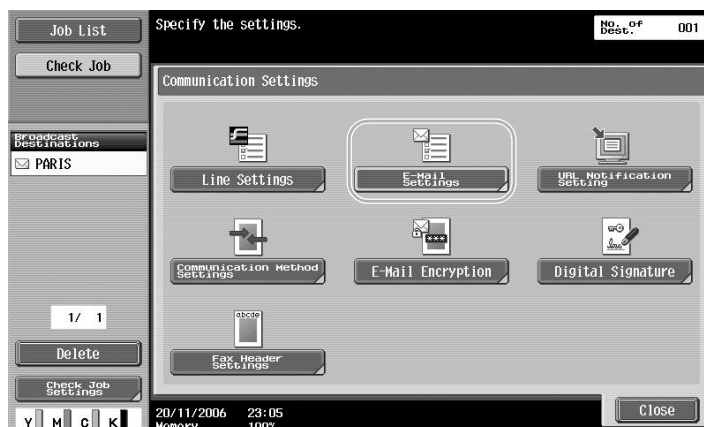 Job List
Check Job
Broadcast
Destinations
PARIS
1/ 1
Delete
Check Job
Settings
Y M C K
Specify the settings.
No. of
Dest. 001
Communication Settings
Line Settings
E-Mail
Settings
URL Notification
Setting
Communication Method
Settings
E-Mail Encryption
Digital Signature
abcde
Fax Header
Settings
20/11/2006 23:05
Memory 100%
Close